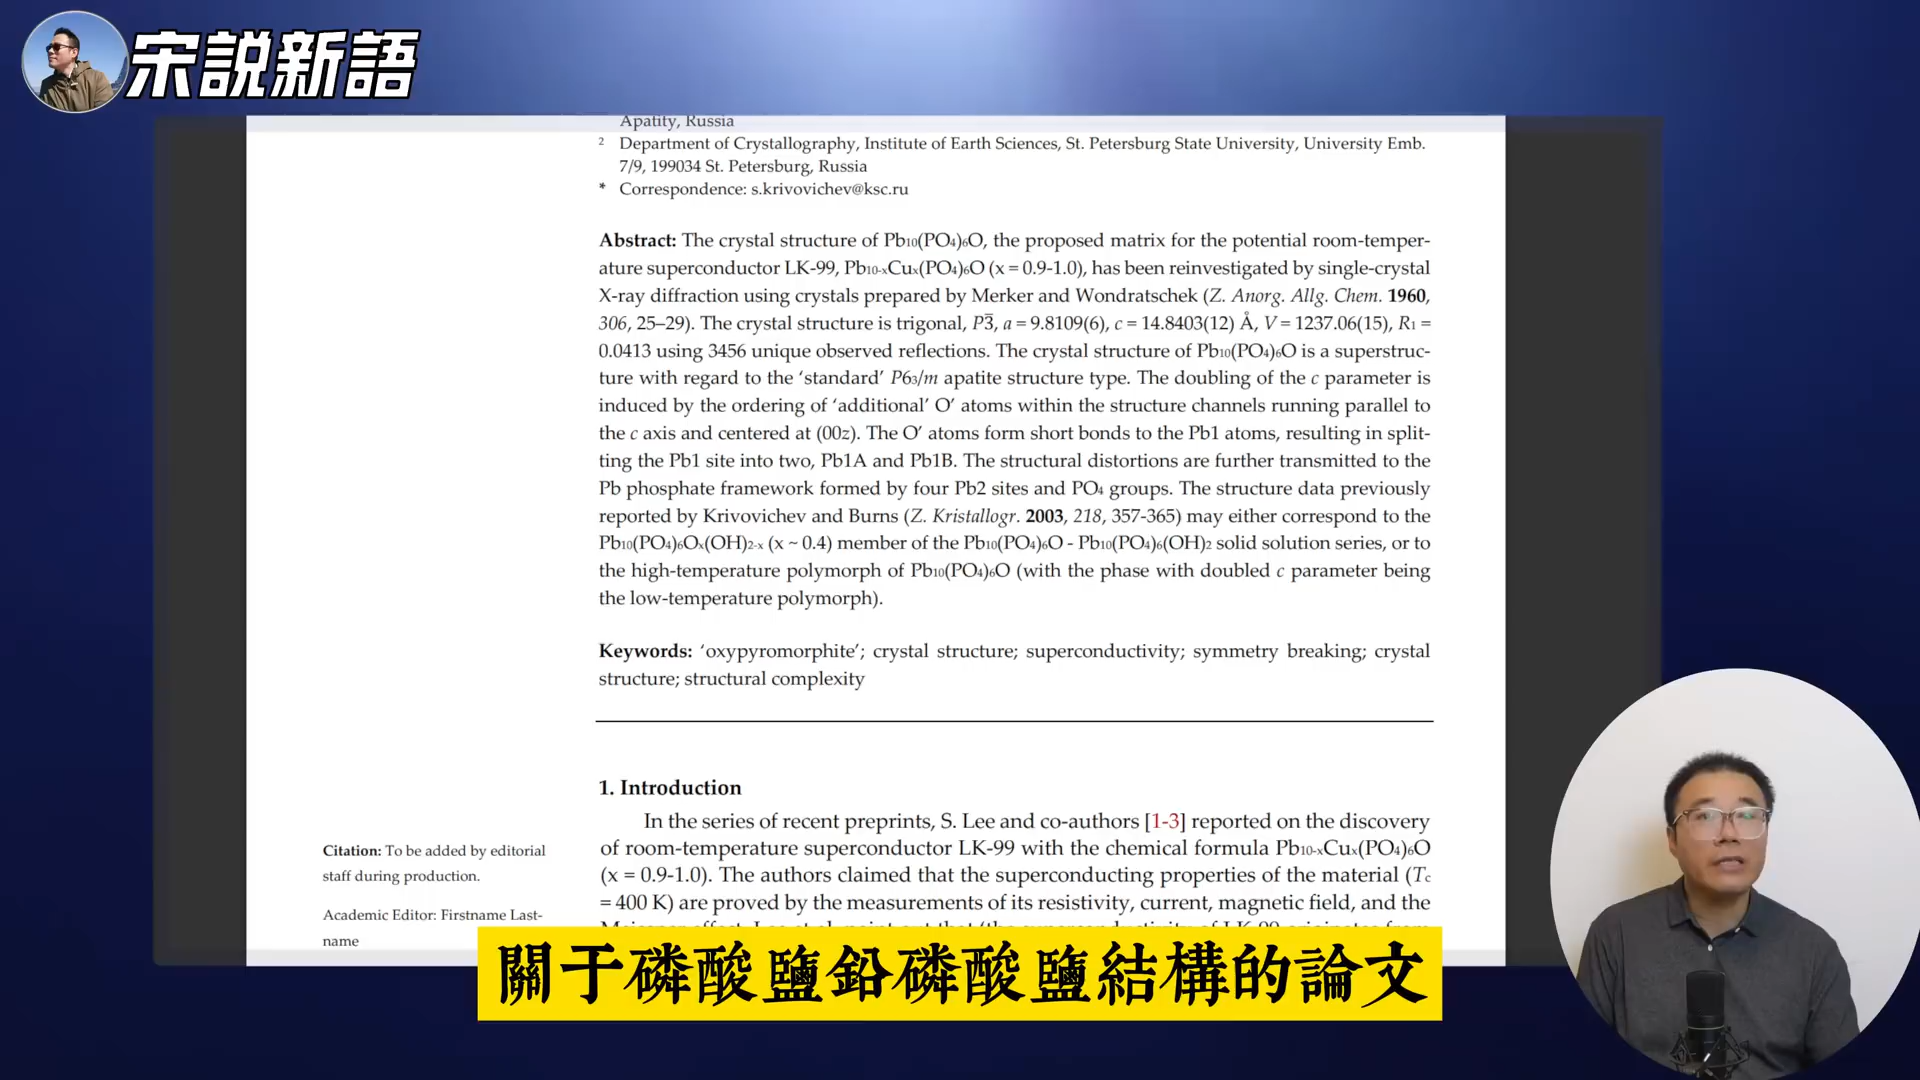 宋説新語
Apatity, Russia
2 Department of Crystallography, Institute of Earth Sciences, St. Petersburg State University, University Emb.
7/9, 199034 St. Petersburg, Russia
* Correspondence: s.krivovichev@ksc.ru
Abstract: The crystal structure of Pb10(PO4)6O, the proposed matrix for the potential room-temper-
ature superconductor LK-99, Pb10-xCux(PO4)6O (x = 0.9-1.0), has been reinvestigated by single-crystal
X-ray diffraction using crystals prepared by Merker and Wondratschek (Z. Anorg. Allg. Chem. 1960,
306, 25–29). The crystal structure is trigonal, P3̅, a = 9.8109(6), c = 14.8403(12) Å, V = 1237.06(15), R1 =
0.0413 using 3456 unique observed reflections. The crystal structure of Pb10(PO4)6O is a superstruc-
ture with regard to the ‘standard’ P63/m apatite structure type. The doubling of the c parameter is
induced by the ordering of ‘additional’ O’ atoms within the structure channels running parallel to
the c axis and centered at (00z). The O’ atoms form short bonds to the Pb1 atoms, resulting in split-
ting the Pb1 site into two, Pb1A and Pb1B. The structural distortions are further transmitted to the
Pb phosphate framework formed by four Pb2 sites and PO4 groups. The structure data previously
reported by Krivovichev and Burns (Z. Kristallogr. 2003, 218, 357-365) may either correspond to the
Pb10(PO4)6Ox(OH)2-x (x ~ 0.4) member of the Pb10(PO4)6O - Pb10(PO4)6(OH)2 solid solution series, or to
the high-temperature polymorph of Pb10(PO4)6O (with the phase with doubled c parameter being
the low-temperature polymorph).
Keywords: ‘oxypyromorphite’; crystal structure; superconductivity; symmetry breaking; crystal
structure; structural complexity
1. Introduction
In the series of recent preprints, S. Lee and co-authors [1-3] reported on the discovery
of room-temperature superconductor LK-99 with the chemical formula Pb10-xCux(PO4)6O
(x = 0.9-1.0). The authors claimed that the superconducting properties of the material (Tc
= 400 K) are proved by the measurements of its resistivity, current, magnetic field, and the
Citation: To be added by editorial
staff during production.
Academic Editor: Firstname Last-
name
關于磷酸鹽鉛磷酸鹽結構的論文